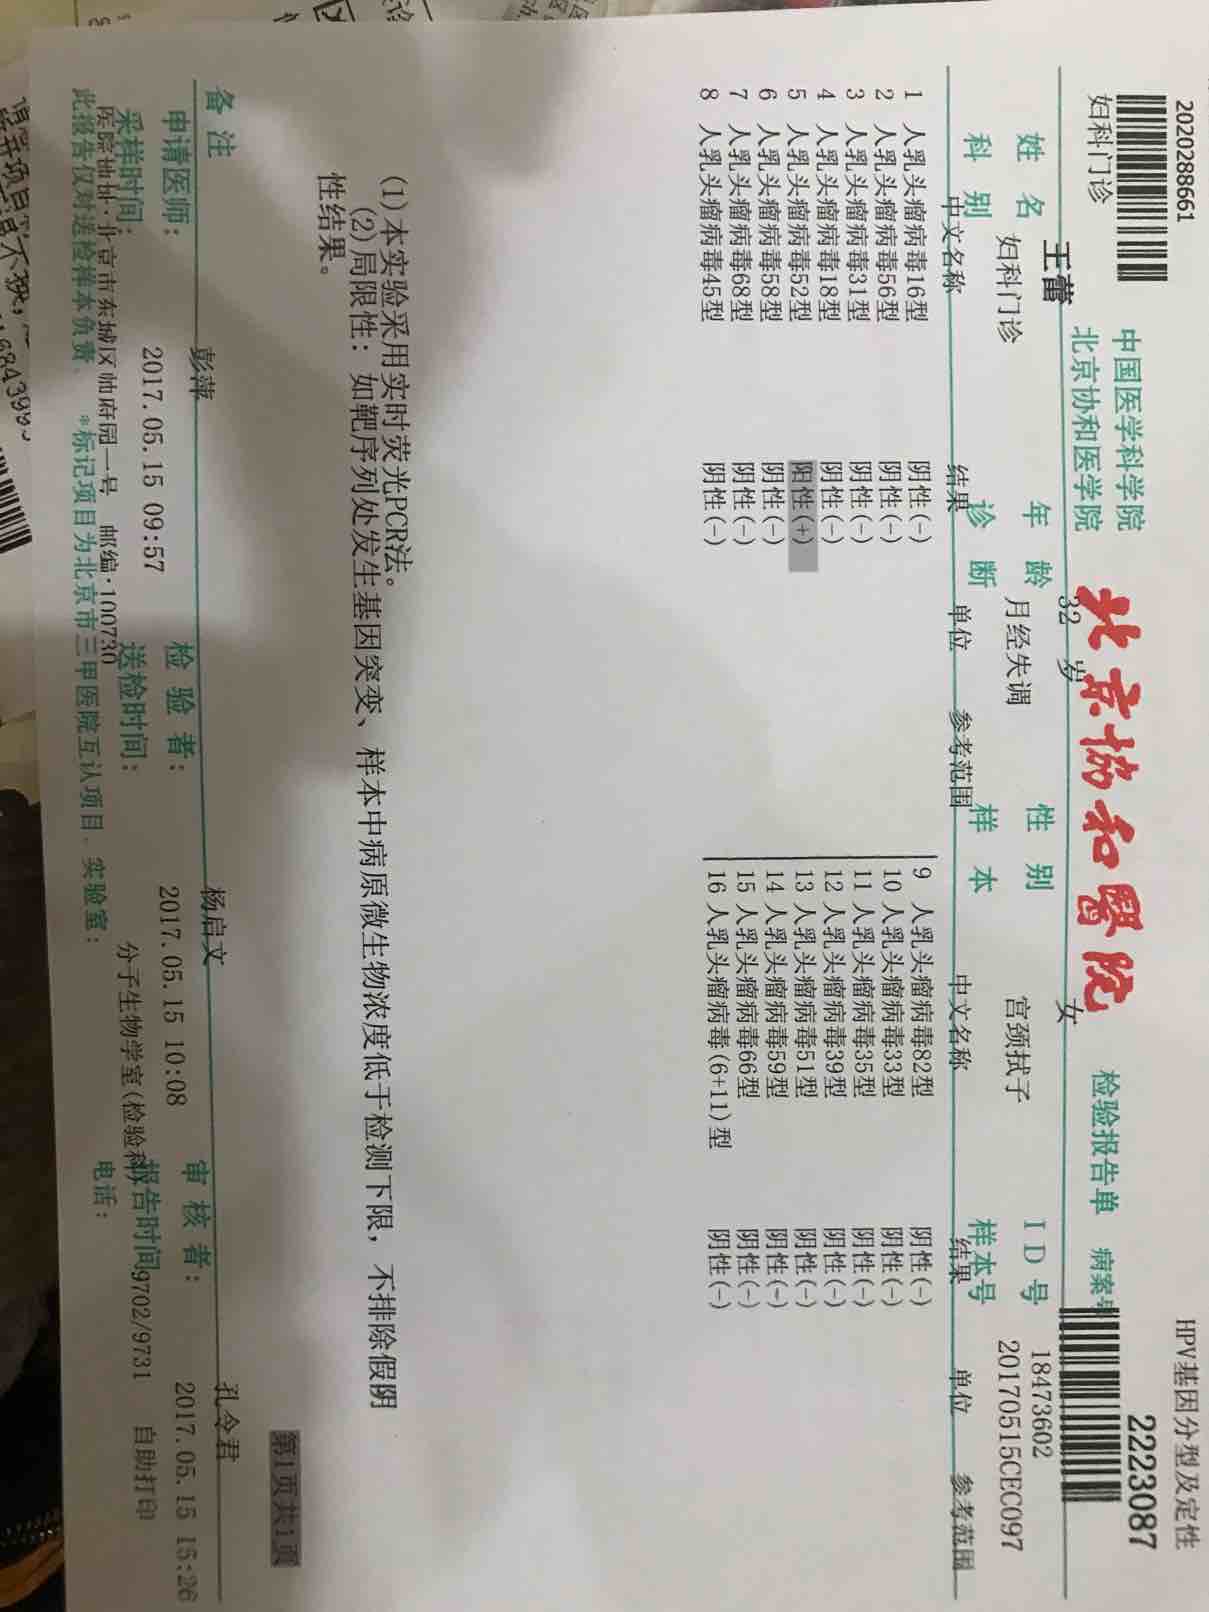 2020288661
HPV基因分型及定性
中国医学科学院
北京协和医学院
北京協和醫院
检验报告单
病案号
2223087
妇科门诊
姓 名 王蕾 年 龄 32 岁 性 别 女 ID号 18473602
科 别 妇科门诊 诊 断 月经失调 样 本 宫颈拭子 样本号 20170515CEC097
中文名称 结果 单位 参考范围 中文名称 结果 单位 参考范围
1 人乳头瘤病毒16型 阴性(-) 9 人乳头瘤病毒82型 阴性(-)
2 人乳头瘤病毒56型 阴性(-) 10 人乳头瘤病毒33型 阴性(-)
3 人乳头瘤病毒31型 阴性(-) 11 人乳头瘤病毒35型 阴性(-)
4 人乳头瘤病毒18型 阴性(-) 12 人乳头瘤病毒39型 阴性(-)
5 人乳头瘤病毒52型 阳性(+) 13 人乳头瘤病毒51型 阴性(-)
6 人乳头瘤病毒58型 阴性(-) 14 人乳头瘤病毒59型 阴性(-)
7 人乳头瘤病毒68型 阴性(-) 15 人乳头瘤病毒66型 阴性(-)
8 人乳头瘤病毒45型 阴性(-) 16 人乳头瘤病毒(6+11)型 阴性(-)
(1)本实验采用实时荧光PCR法。
(2)局限性：如靶序列处发生基因突变、样本中病原微生物浓度低于检测下限，不排除假阴
性结果。
第1页共1页
备 注
申请医师： 彭萍 检 验 者： 杨启文 审 核 者： 孔令君
采样时间： 2017.05.15 09:57 送检时间： 2017.05.15 10:08 报告时间 2017.05.15 15:26
医院地址：北京市东城区帅府园一号 邮编：100730 分子生物学室(检验科) 9702/9731 自助打印
此报告仅对送检样本负责. *标记项目为北京市三甲医院互认项目. 实验室： 电话：